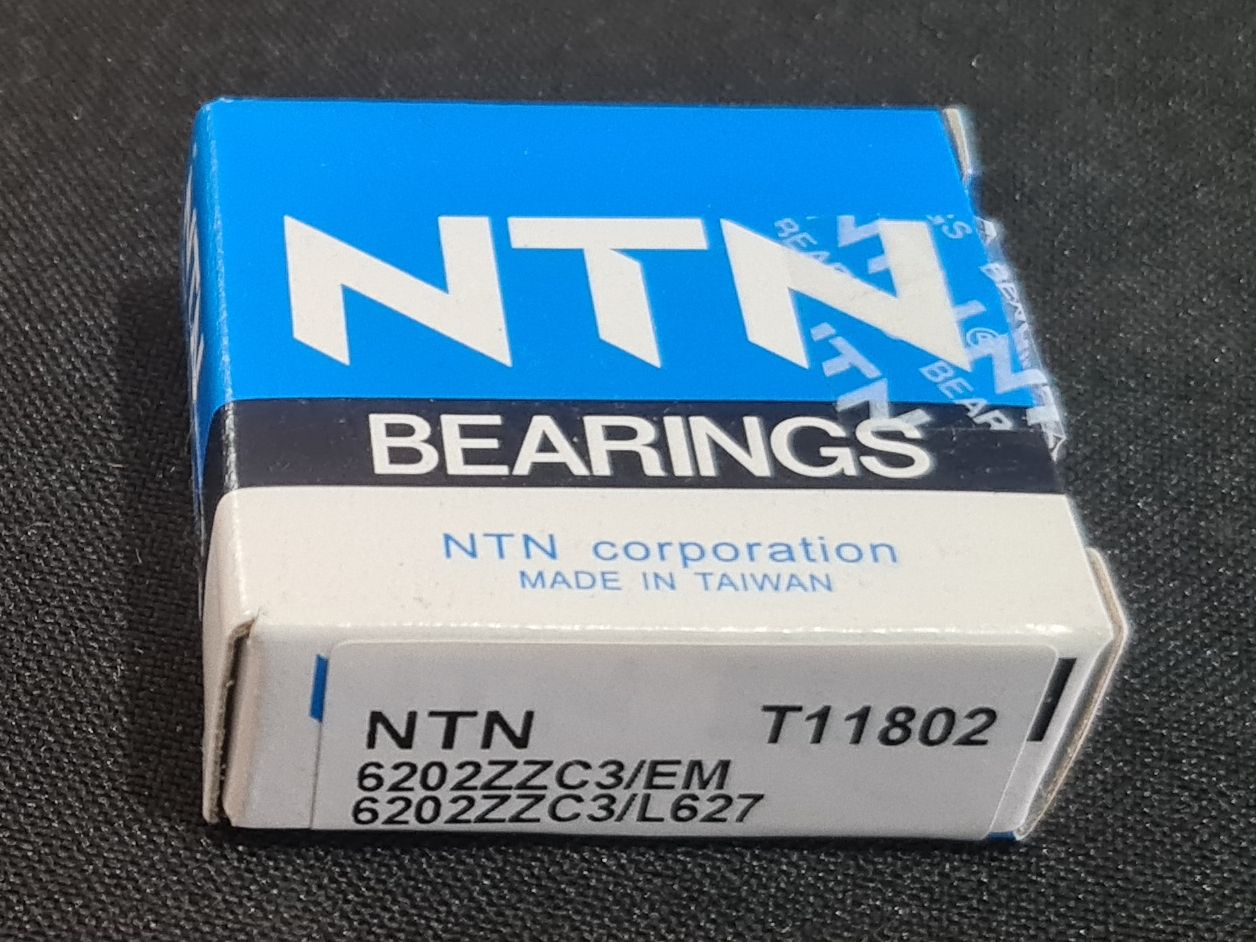 NTN
BEARINGS
NTN corporation
MADE IN TAIWAN
NTN T11802
6202ZZC3/EM
6202ZZC3/L627